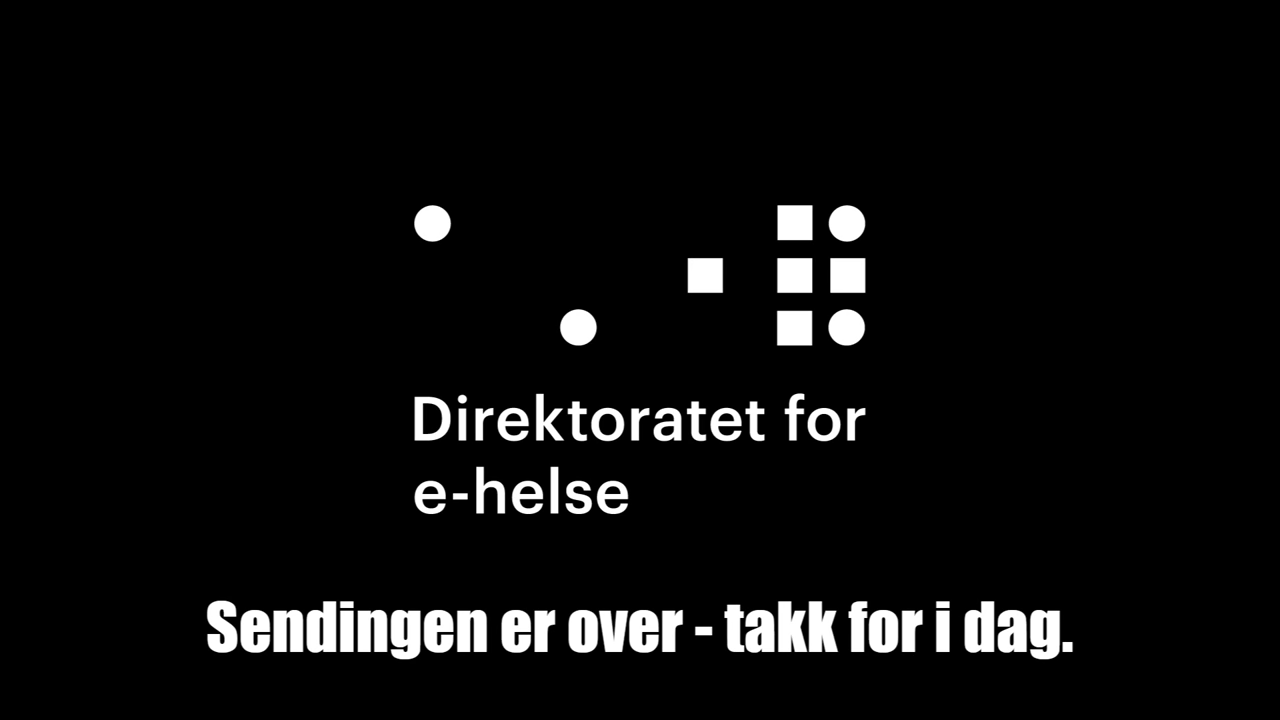 Direktoratet for
e-helse
Sendingen er over - takk for i dag.